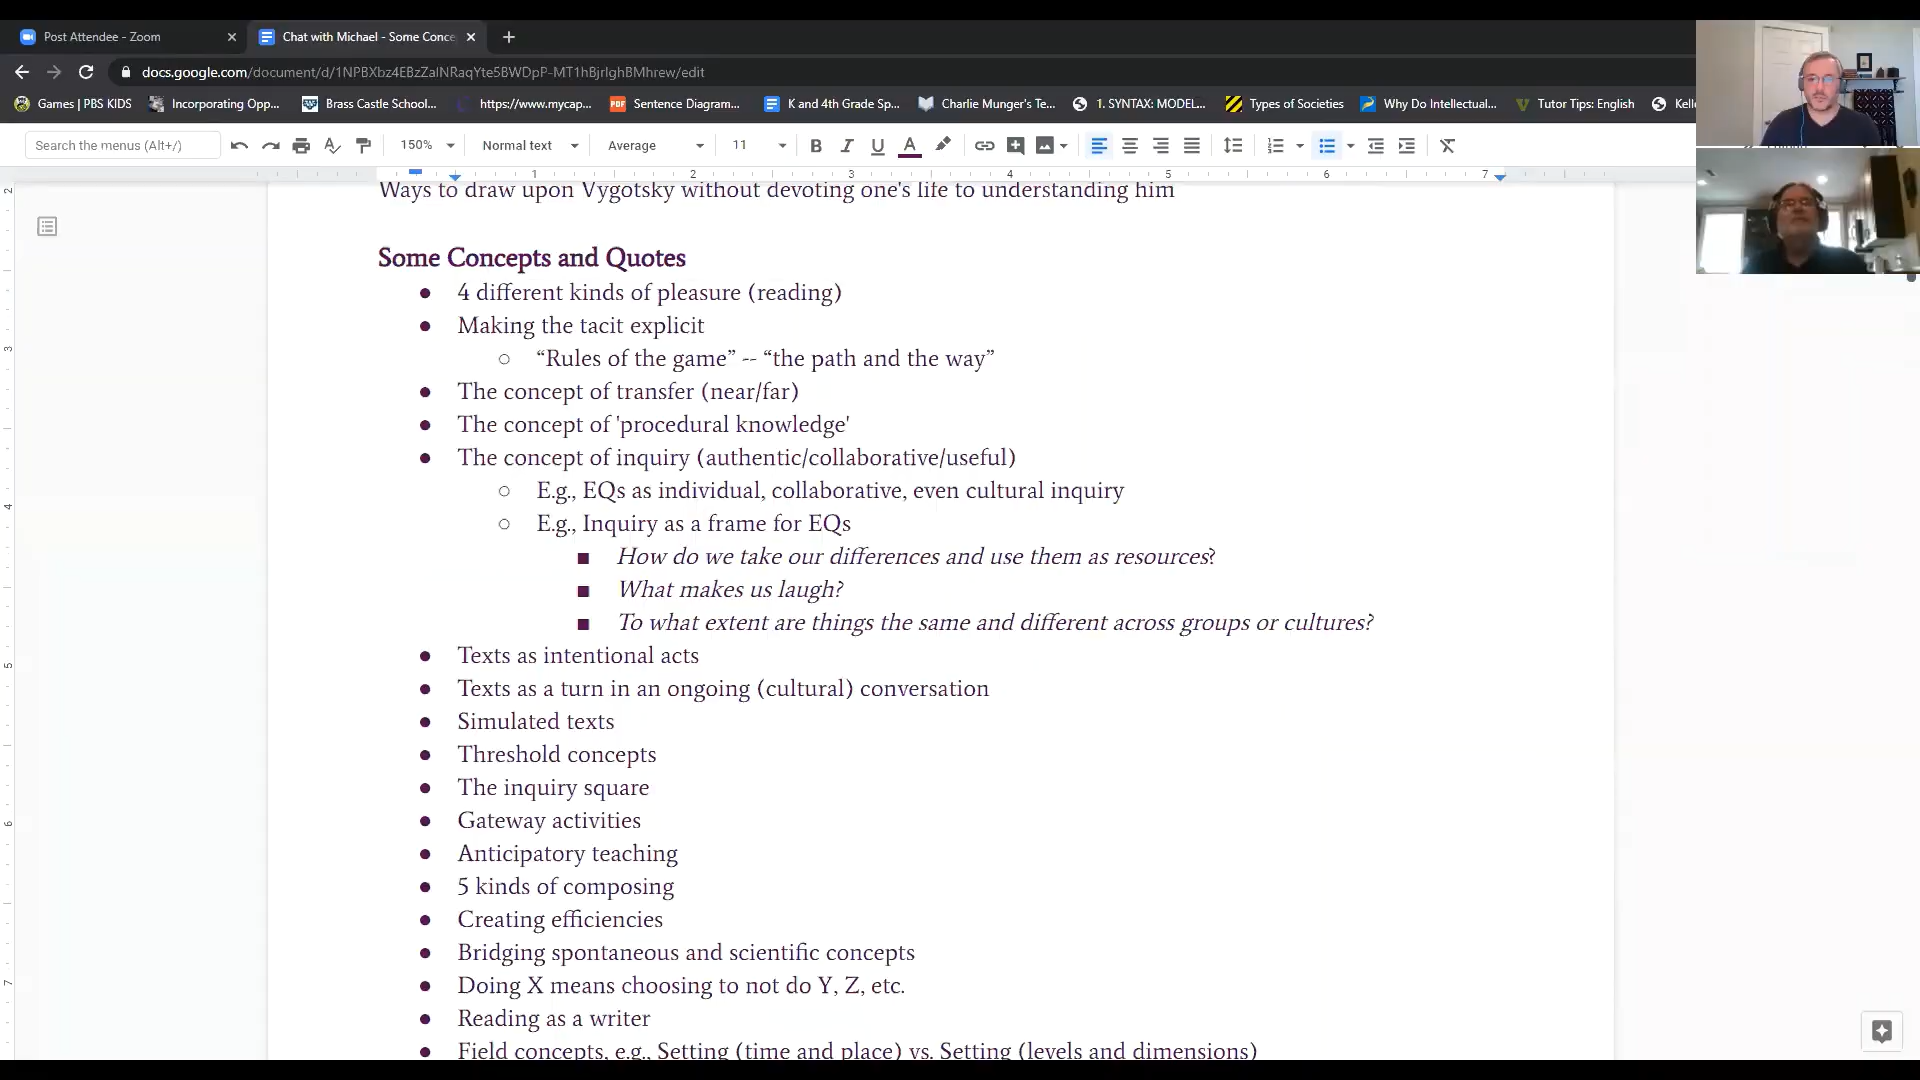 Post Attendee - Zoom
Chat with Michael - Some Conce
docs.google.com/document/d/1NPBXbz4EBzZaINRaqYte5BWDpP-MT1hBjrIghBMhrew/edit
Games | PBS KIDS
Incorporating Opp...
Brass Castle School...
https://www.mycap...
Sentence Diagram...
K and 4th Grade Sp...
Charlie Munger's Te...
1. SYNTAX: MODEL...
Types of Societies
Why Do Intellectual...
Tutor Tips: English
Kell
Search the menus (Alt+/)
150%
Normal text
Average
11
1 2 3 4 5 6 7
Ways to draw upon Vygotsky without devoting one's life to understanding him
Some Concepts and Quotes
● 4 different kinds of pleasure (reading)
● Making the tacit explicit
○ “Rules of the game” -- “the path and the way”
● The concept of transfer (near/far)
● The concept of 'procedural knowledge'
● The concept of inquiry (authentic/collaborative/useful)
○ E.g., EQs as individual, collaborative, even cultural inquiry
○ E.g., Inquiry as a frame for EQs
■ How do we take our differences and use them as resources?
■ What makes us laugh?
■ To what extent are things the same and different across groups or cultures?
● Texts as intentional acts
● Texts as a turn in an ongoing (cultural) conversation
● Simulated texts
● Threshold concepts
● The inquiry square
● Gateway activities
● Anticipatory teaching
● 5 kinds of composing
● Creating efficiencies
● Bridging spontaneous and scientific concepts
● Doing X means choosing to not do Y, Z, etc.
● Reading as a writer
● Field concepts, e.g., Setting (time and place) vs. Setting (levels and dimensions)